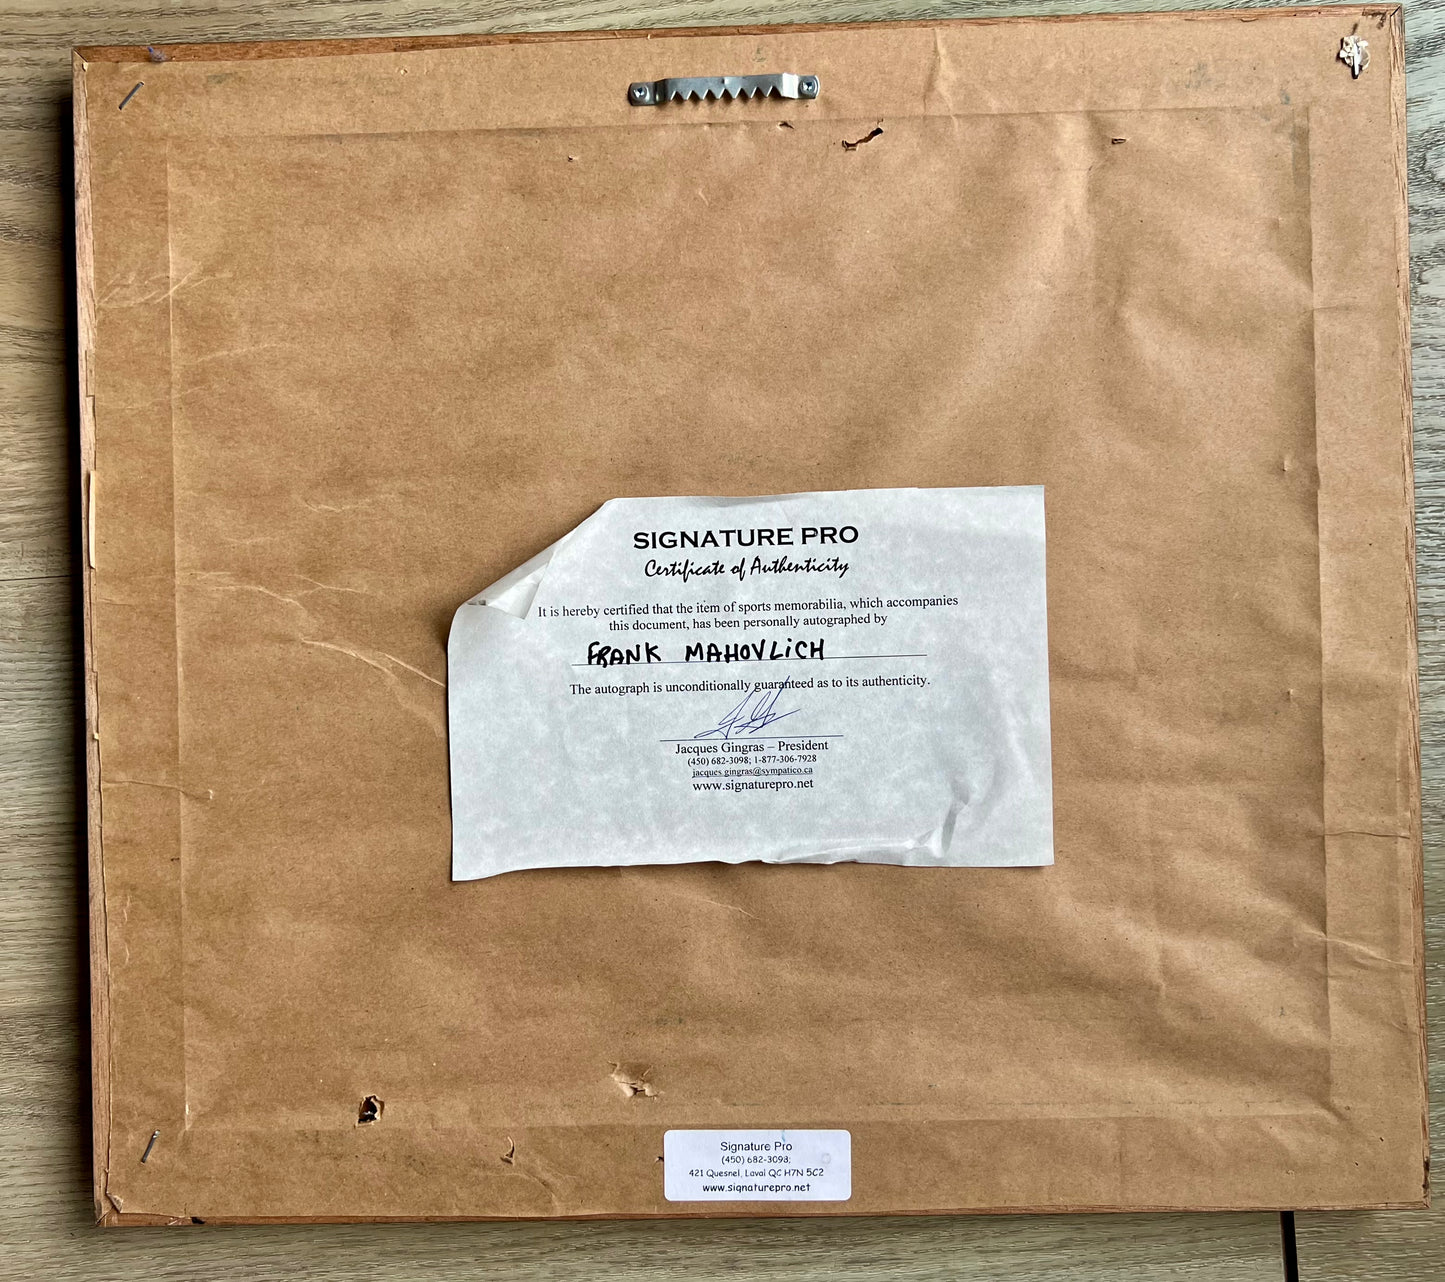 SIGNATURE PRO
Certificate of Authenticity
It is hereby certified that the item of sports memorabilia, which accompanies
this document, has been personally autographed by
FRANK MAHOVLiCH
The autograph is unconditionally guaranteed as to its authenticity.
Jacques Gingras – President
(450) 682-3098; 1-877-306-7928
jacques.gingras@sympatico.ca
www.signaturepro.net
Signature Pro
(450) 682-3098;
421 Quesnel, Laval QC H7N 5C2
www.signaturepro.net